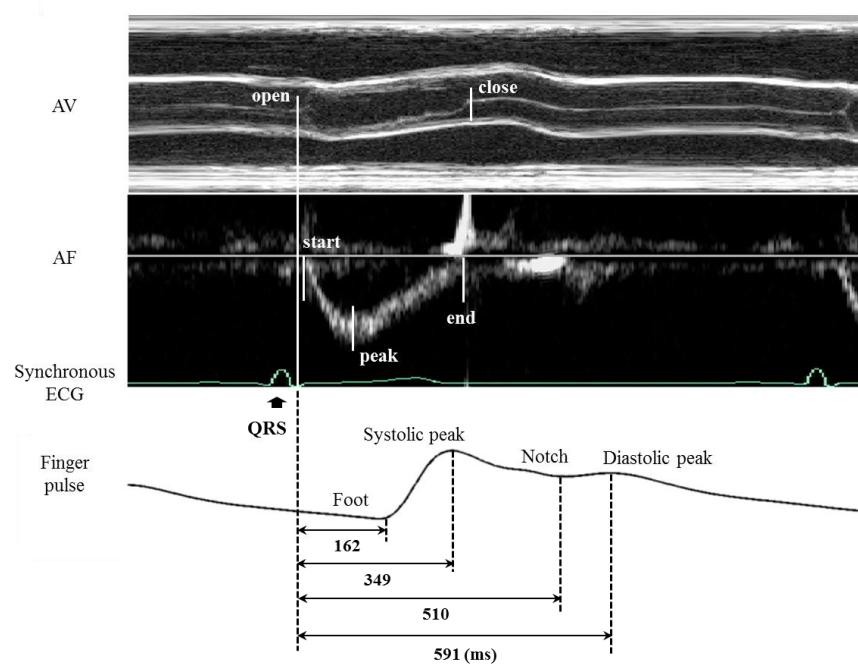 AV
open
close
AF
start
peak
end
Synchronous
ECG
QRS
Finger
pulse
Foot
Systolic peak
Notch
Diastolic peak
162
349
510
591 (ms)